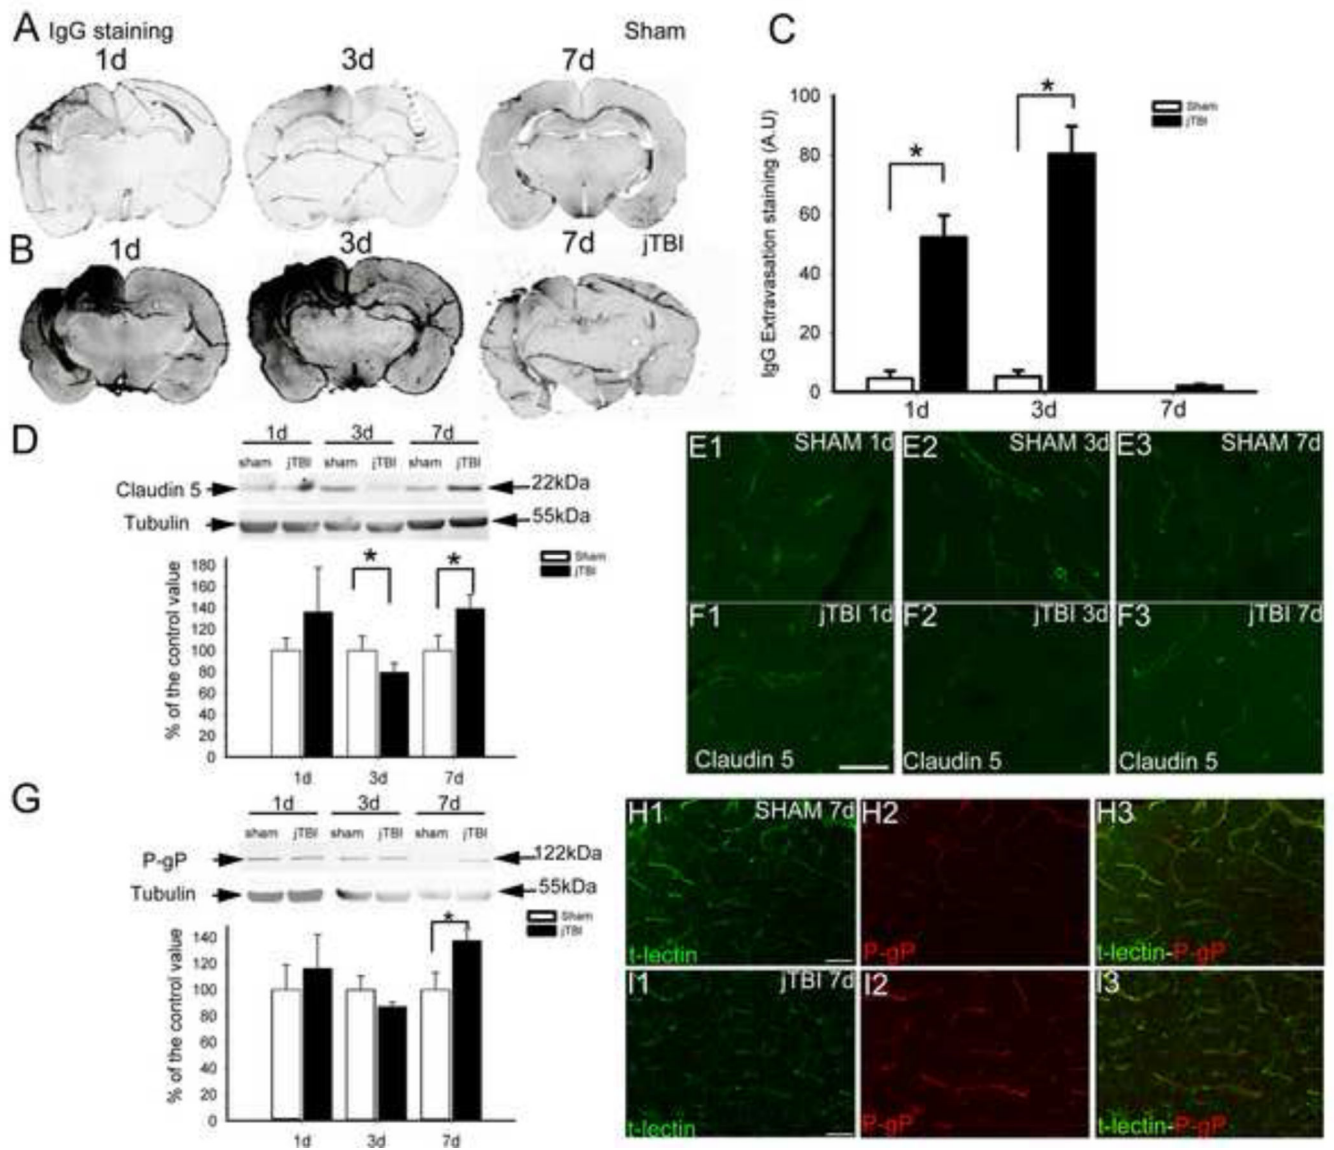 A IgG staining Sham
1d 3d 7d
B 1d 3d 7d jTBI
C
IgG Extravasation staining (A.U)
100
80
60
40
20
0
* *
Sham
jTBI
1d 3d 7d
D
1d 3d 7d
sham jTBI sham jTBI sham jTBI
Claudin 5 22kDa
Tubulin 55kDa
% of the control value
180
160
140
120
100
80
60
40
20
0
* *
Sham
jTBI
1d 3d 7d
E1 SHAM 1d E2 SHAM 3d E3 SHAM 7d
F1 jTBI 1d F2 jTBI 3d F3 jTBI 7d
Claudin 5 Claudin 5 Claudin 5
G
1d 3d 7d
sham jTBI sham jTBI sham jTBI
P-gP 122kDa
Tubulin 55kDa
% of the control value
140
120
100
80
60
40
20
0
*
Sham
jTBI
1d 3d 7d
H1 SHAM 7d H2 H3
t-lectin P-gP t-lectin-P-gP
I1 jTBI 7d I2 I3
t-lectin P-gP t-lectin-P-gP